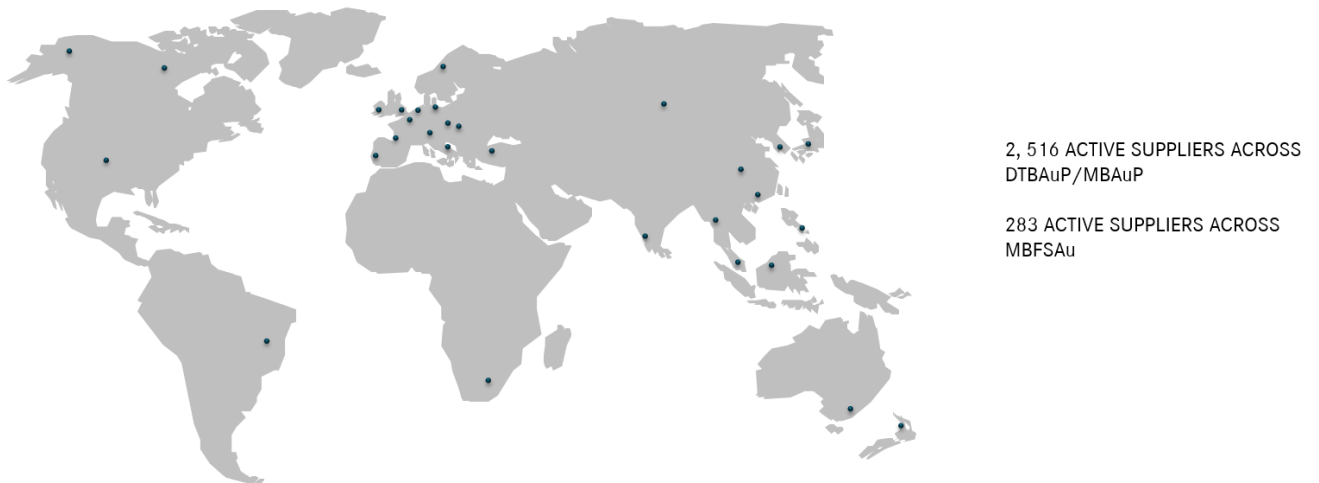 2, 516 ACTIVE SUPPLIERS ACROSS
DTBAuP/MBAuP
283 ACTIVE SUPPLIERS ACROSS
MBFSAu